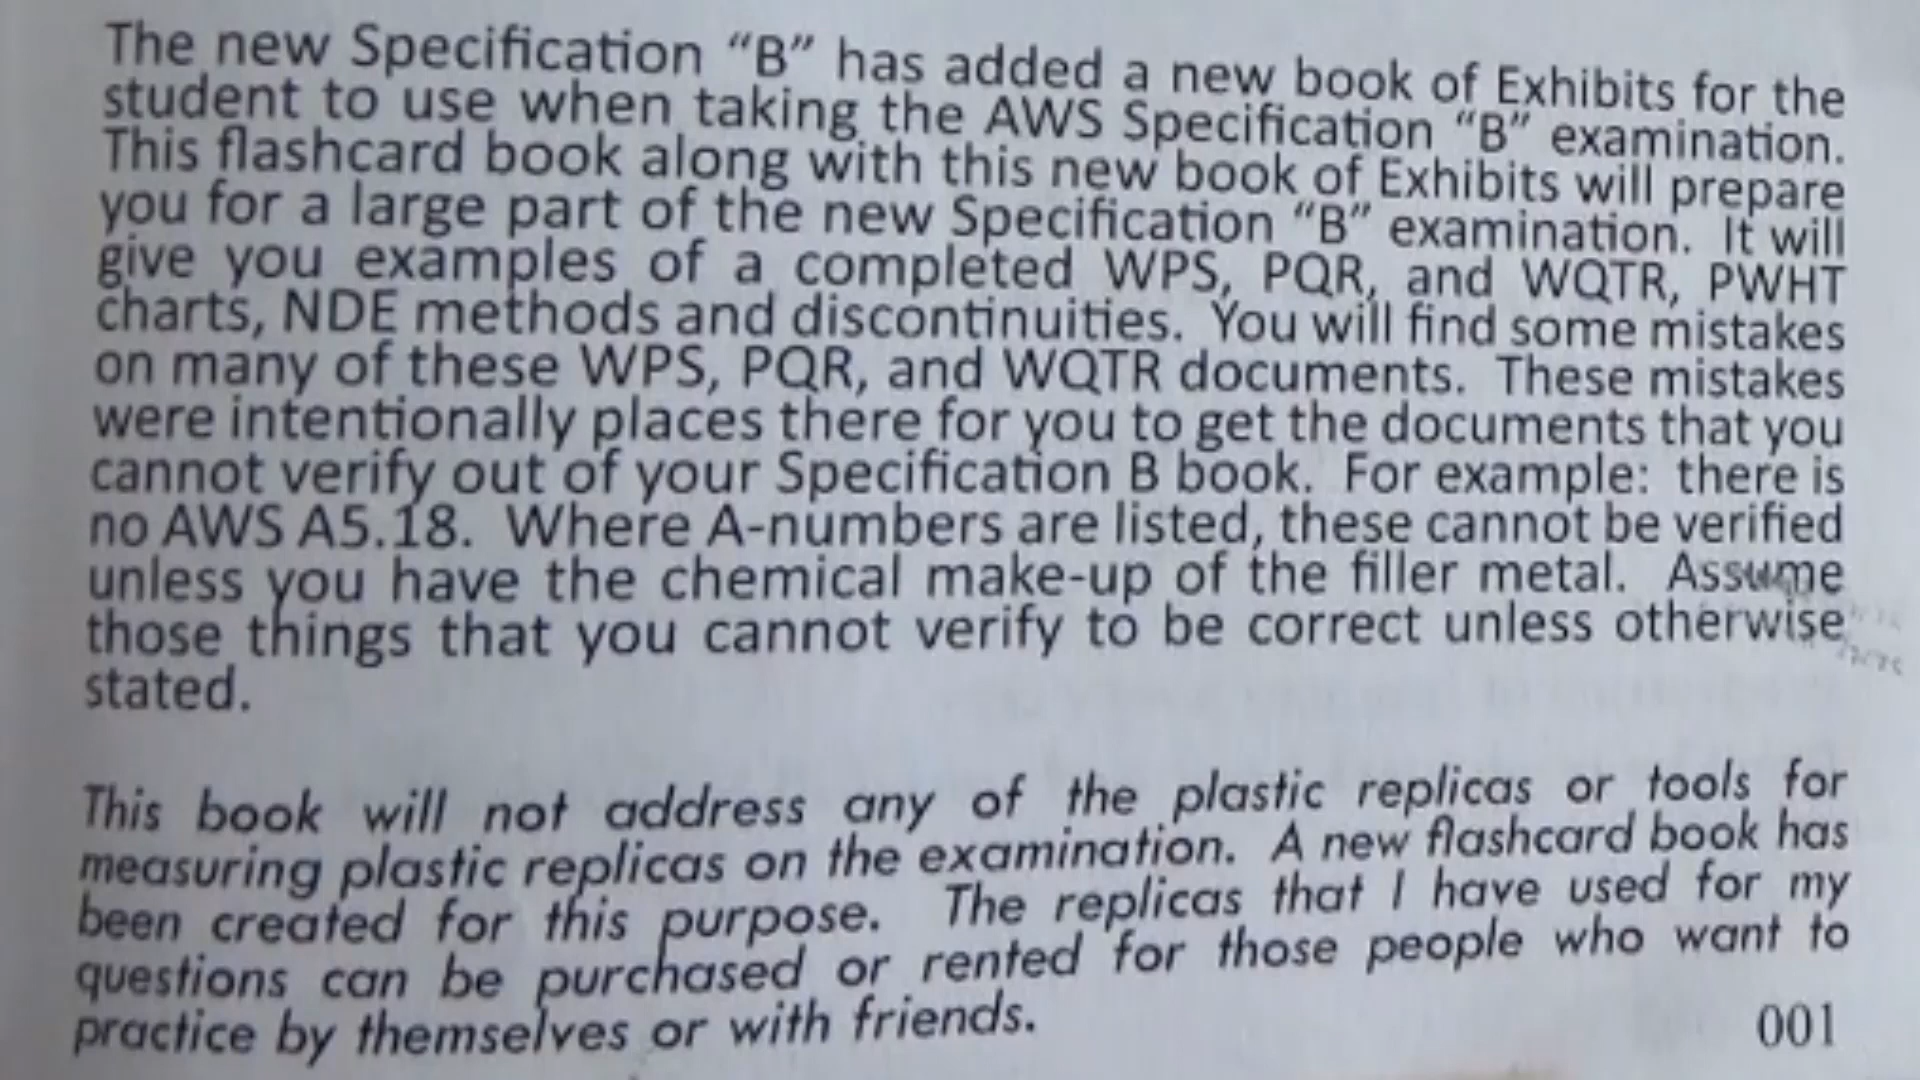 The new Specification “B” has added a new book of Exhibits for the
student to use when taking the AWS Specification “B” examination.
This flashcard book along with this new book of Exhibits will prepare
you for a large part of the new Specification “B” examination. It will
give you examples of a completed WPS, PQR, and WQTR, PWHT
charts, NDE methods and discontinuities. You will find some mistakes
on many of these WPS, PQR, and WQTR documents. These mistakes
were intentionally places there for you to get the documents that you
cannot verify out of your Specification B book. For example: there is
no AWS A5.18. Where A-numbers are listed, these cannot be verified
unless you have the chemical make-up of the filler metal. Assume
those things that you cannot verify to be correct unless otherwise
stated.
This book will not address any of the plastic replicas or tools for
measuring plastic replicas on the examination. A new flashcard book has
been created for this purpose. The replicas that I have used for my
questions can be purchased or rented for those people who want to
practice by themselves or with friends.
001